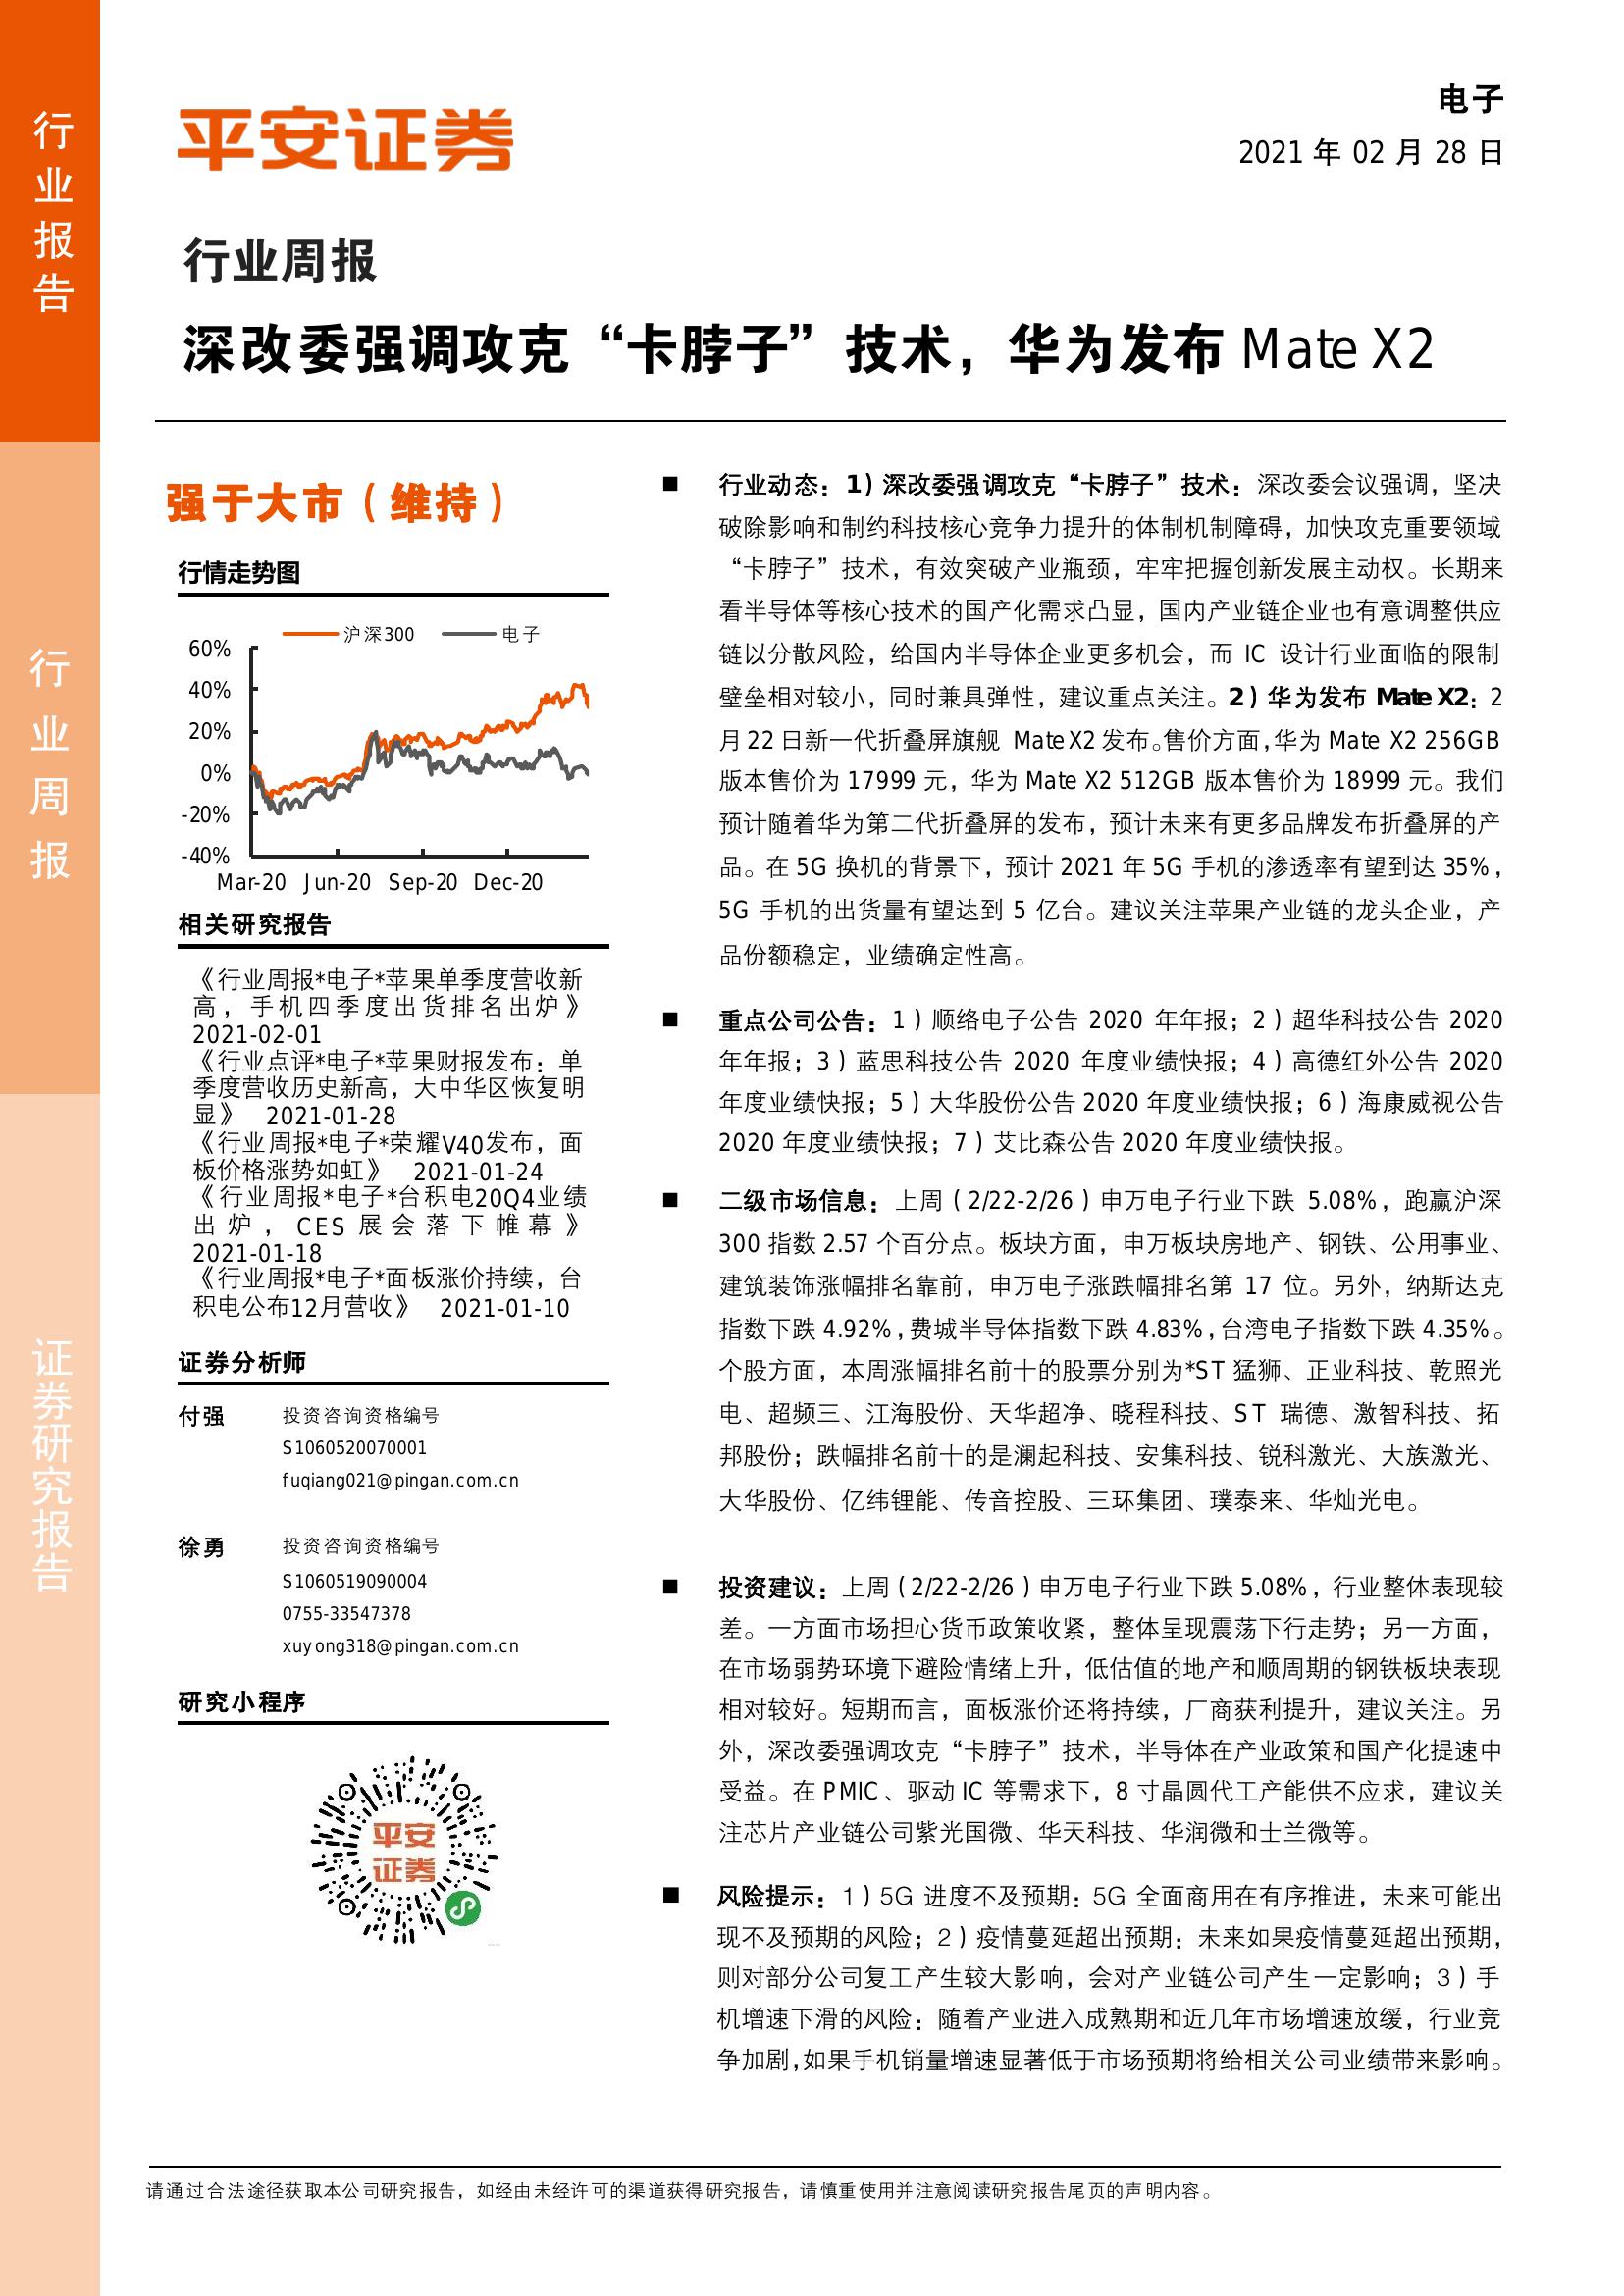 行业报告
行业周报
证券研究报告
平安证券
电子
2021 年 02 月 28 日
行业周报
深改委强调攻克“卡脖子”技术，华为发布 Mate X2
强于大市（维持）
行情走势图
沪深300 电子
60%
40%
20%
0%
-20%
-40%
Mar-20 Jun-20 Sep-20 Dec-20
相关研究报告
《行业周报*电子*苹果单季度营收新
高，手机四季度出货排名出炉》
2021-02-01
《行业点评*电子*苹果财报发布：单
季度营收历史新高，大中华区恢复明
显》 2021-01-28
《行业周报*电子*荣耀V40发布，面
板价格涨势如虹》 2021-01-24
《行业周报*电子*台积电20Q4业绩
出炉，CES展会落下帷幕》
2021-01-18
《行业周报*电子*面板涨价持续，台
积电公布12月营收》 2021-01-10
证券分析师
付强 投资咨询资格编号
S1060520070001
fuqiang021@pingan.com.cn
徐勇 投资咨询资格编号
S1060519090004
0755-33547378
xuyong318@pingan.com.cn
研究小程序
平安
证券
■ 行业动态：1）深改委强调攻克“卡脖子”技术：深改委会议强调，坚决
破除影响和制约科技核心竞争力提升的体制机制障碍，加快攻克重要领域
“卡脖子”技术，有效突破产业瓶颈，牢牢把握创新发展主动权。长期来
看半导体等核心技术的国产化需求凸显，国内产业链企业也有意调整供应
链以分散风险，给国内半导体企业更多机会，而 IC 设计行业面临的限制
壁垒相对较小，同时兼具弹性，建议重点关注。2）华为发布 Mate X2：2
月 22 日新一代折叠屏旗舰 Mate X2 发布。售价方面，华为 Mate X2 256GB
版本售价为 17999 元，华为 Mate X2 512GB 版本售价为 18999 元。我们
预计随着华为第二代折叠屏的发布，预计未来有更多品牌发布折叠屏的产
品。在 5G 换机的背景下，预计 2021 年 5G 手机的渗透率有望到达 35%，
5G 手机的出货量有望达到 5 亿台。建议关注苹果产业链的龙头企业，产
品份额稳定，业绩确定性高。
■ 重点公司公告：1）顺络电子公告 2020 年年报；2）超华科技公告 2020
年年报；3）蓝思科技公告 2020 年度业绩快报；4）高德红外公告 2020
年度业绩快报；5）大华股份公告 2020 年度业绩快报；6）海康威视公告
2020 年度业绩快报；7）艾比森公告 2020 年度业绩快报。
■ 二级市场信息：上周（2/22-2/26）申万电子行业下跌 5.08%，跑赢沪深
300 指数 2.57 个百分点。板块方面，申万板块房地产、钢铁、公用事业、
建筑装饰涨幅排名靠前，申万电子涨跌幅排名第 17 位。另外，纳斯达克
指数下跌 4.92%，费城半导体指数下跌 4.83%，台湾电子指数下跌 4.35%。
个股方面，本周涨幅排名前十的股票分别为*ST 猛狮、正业科技、乾照光
电、超频三、江海股份、天华超净、晓程科技、ST 瑞德、激智科技、拓
邦股份；跌幅排名前十的是澜起科技、安集科技、锐科激光、大族激光、
大华股份、亿纬锂能、传音控股、三环集团、璞泰来、华灿光电。
■ 投资建议：上周（2/22-2/26）申万电子行业下跌 5.08%，行业整体表现较
差。一方面市场担心货币政策收紧，整体呈现震荡下行走势；另一方面，
在市场弱势环境下避险情绪上升，低估值的地产和顺周期的钢铁板块表现
相对较好。短期而言，面板涨价还将持续，厂商获利提升，建议关注。另
外，深改委强调攻克“卡脖子”技术，半导体在产业政策和国产化提速中
受益。在 PMIC、驱动 IC 等需求下，8 寸晶圆代工产能供不应求，建议关
注芯片产业链公司紫光国微、华天科技、华润微和士兰微等。
■ 风险提示：1）5G 进度不及预期：5G 全面商用在有序推进，未来可能出
现不及预期的风险；2）疫情蔓延超出预期：未来如果疫情蔓延超出预期，
则对部分公司复工产生较大影响，会对产业链公司产生一定影响；3）手
机增速下滑的风险：随着产业进入成熟期和近几年市场增速放缓，行业竞
争加剧，如果手机销量增速显著低于市场预期将给相关公司业绩带来影响。
请通过合法途径获取本公司研究报告，如经由未经许可的渠道获得研究报告，请慎重使用并注意阅读研究报告尾页的声明内容。